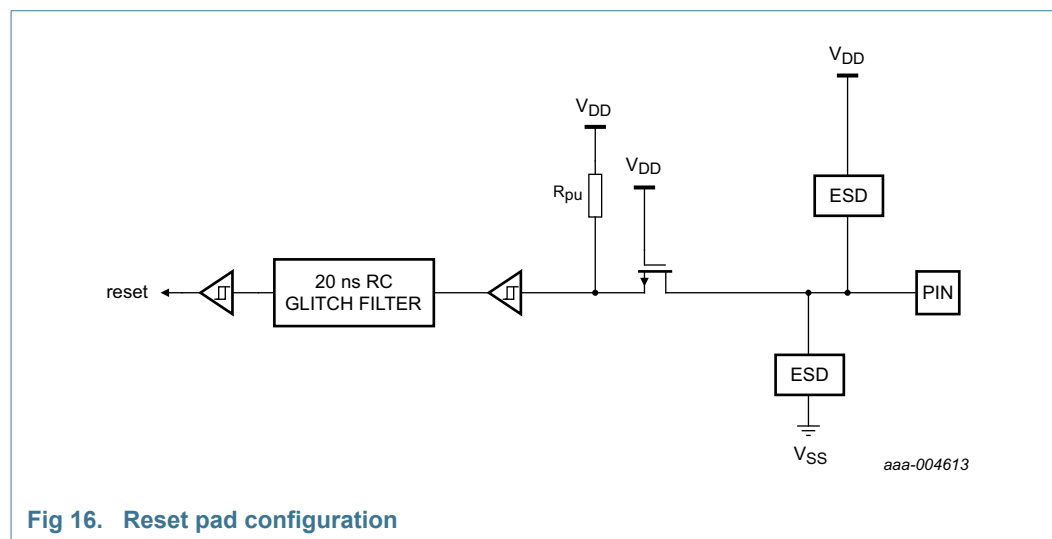 VDD
VDD
VDD
Rpu
ESD
reset
20 ns RC
GLITCH FILTER
PIN
ESD
VSS
aaa-004613
Fig 16. Reset pad configuration